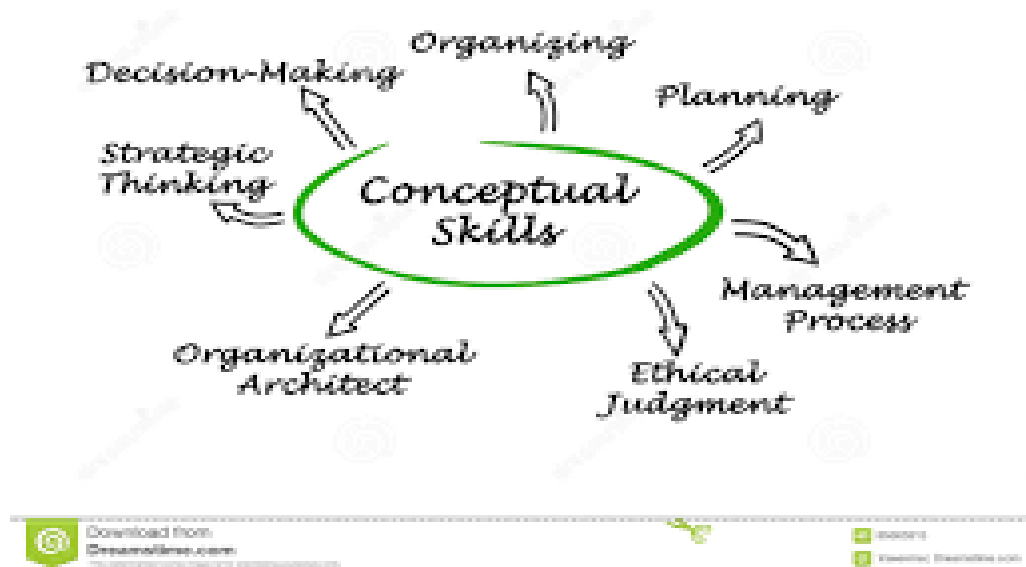 Organizing
Decision-Making
Planning
Strategic
Thinking
Conceptual
Skills
Management
Process
Organizational
Architect
Ethical
Judgment
Download from
Dreamstime.com